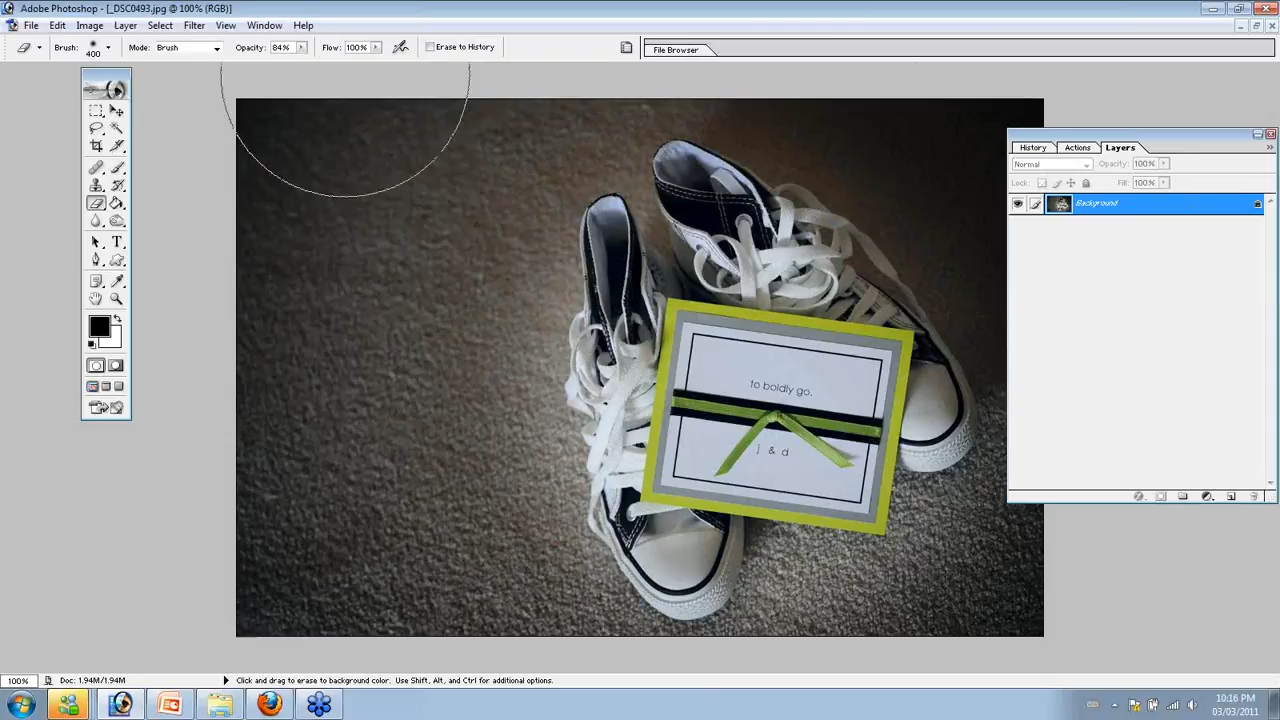 Adobe Photoshop - [_DSC0493.jpg @ 100% (RGB)]
File Edit Image Layer Select Filter View Window Help
Brush: 400 Mode: Brush Opacity: 84% Flow: 100% Erase to History File Browser
History Actions Layers
Normal Opacity: 100%
Lock: Fill: 100%
Background
to boldly go.
j & d
100% Doc: 1.94M/1.94M Click and drag to erase to background color. Use Shift, Alt, and Ctrl for additional options.
10:16 PM
03/03/2011